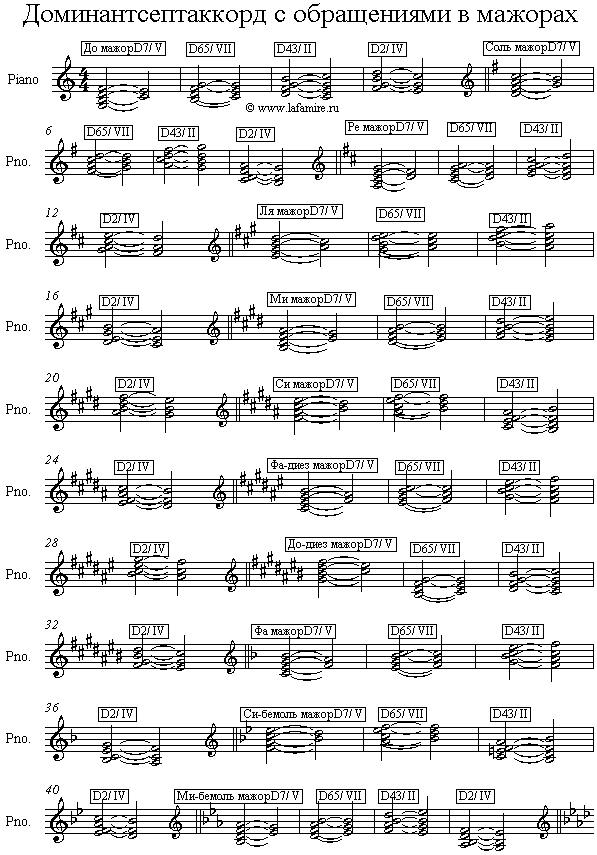 Доминантсептаккорд с обращениями в мажорах
До мажорD7/ V D65/ VII D43/ II D2/ IV Соль мажорD7/ V
Piano
© www.lafamire.ru
6 D65/ VII D43/ II D2/ IV Ре мажорD7/ V D65/ VII D43/ II
Pno.
12 D2/ IV Ля мажорD7/ V D65/ VII D43/ II
Pno.
16 D2/ IV Ми мажорD7/ V D65/ VII D43/ II
Pno.
20 D2/ IV Си мажорD7/ V D65/ VII D43/ II
Pno.
24 D2/ IV Фа-диез мажорD7/ V D65/ VII D43/ II
Pno.
28 D2/ IV До-диез мажорD7/ V D65/ VII D43/ II
Pno.
32 D2/ IV Фа мажорD7/ V D65/ VII D43/ II
Pno.
36 D2/ IV Си-бемоль мажорD7/ V D65/ VII D43/ II
Pno.
40 D2/ IV Ми-бемоль мажорD7/ V D65/ VII D43/ II D2/ IV
Pno.